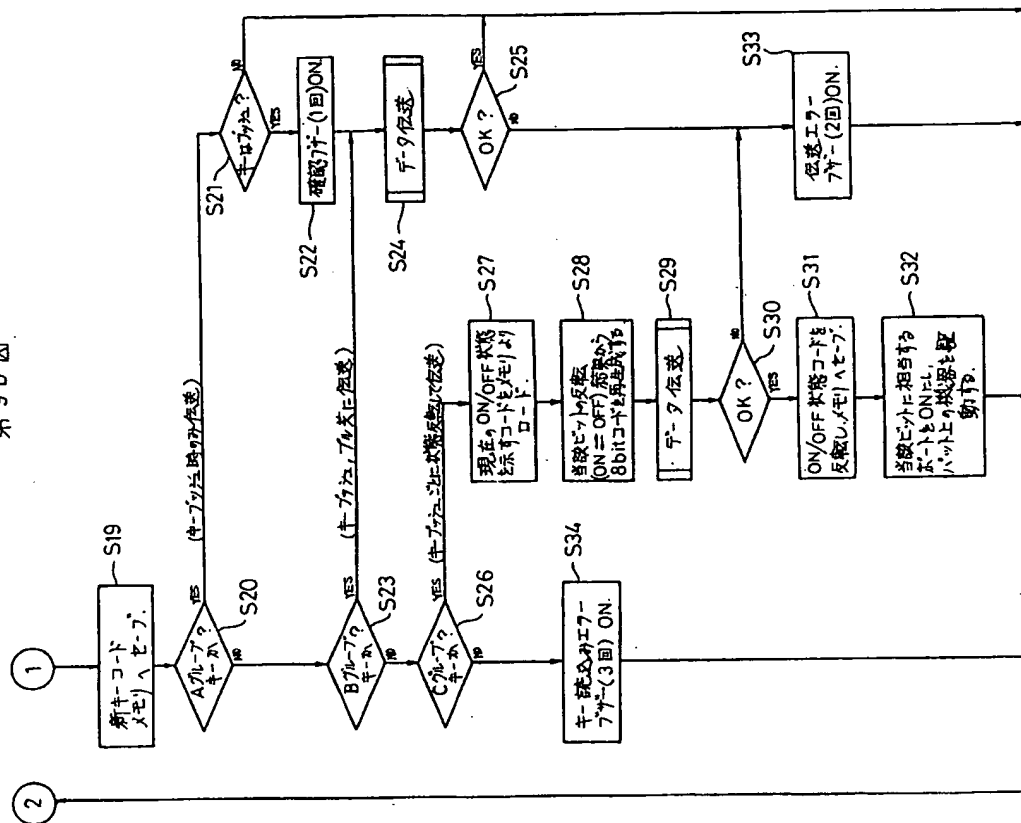 第9b図
1
2
S19
新キーコード
メモリへセーブ.
S20
Aグループ
キーか?
YES
NO
(キープッシュ時のみ伝送)
S21
キーはプッシュ?
NO
YES
S22
確認ブザー(1回)ON.
S23
Bグループ
キーか?
YES
NO
(キープッシュ,プル共に伝送)
S24
データ伝送
S25
OK?
YES
NO
S26
Cグループ
キーか?
YES
NO
(キープッシュごとに状態反転して伝送)
S27
現在のON/OFF状態
を示すコードをメモリより
ロード.
S28
当該ビットの反転
(ON⇔OFF)状態から
8bitコードを再達成する.
S29
データ伝送
S30
OK?
NO
YES
S31
ON/OFF状態コードを
反転し,メモリへセーブ.
S32
当該ビットに担当する
ポートをONにし,
パット上の機器を駆
動する.
S33
伝送エラー
ブザー(2回)ON.
S34
キー読込みエラー
ブザー(3回)ON.